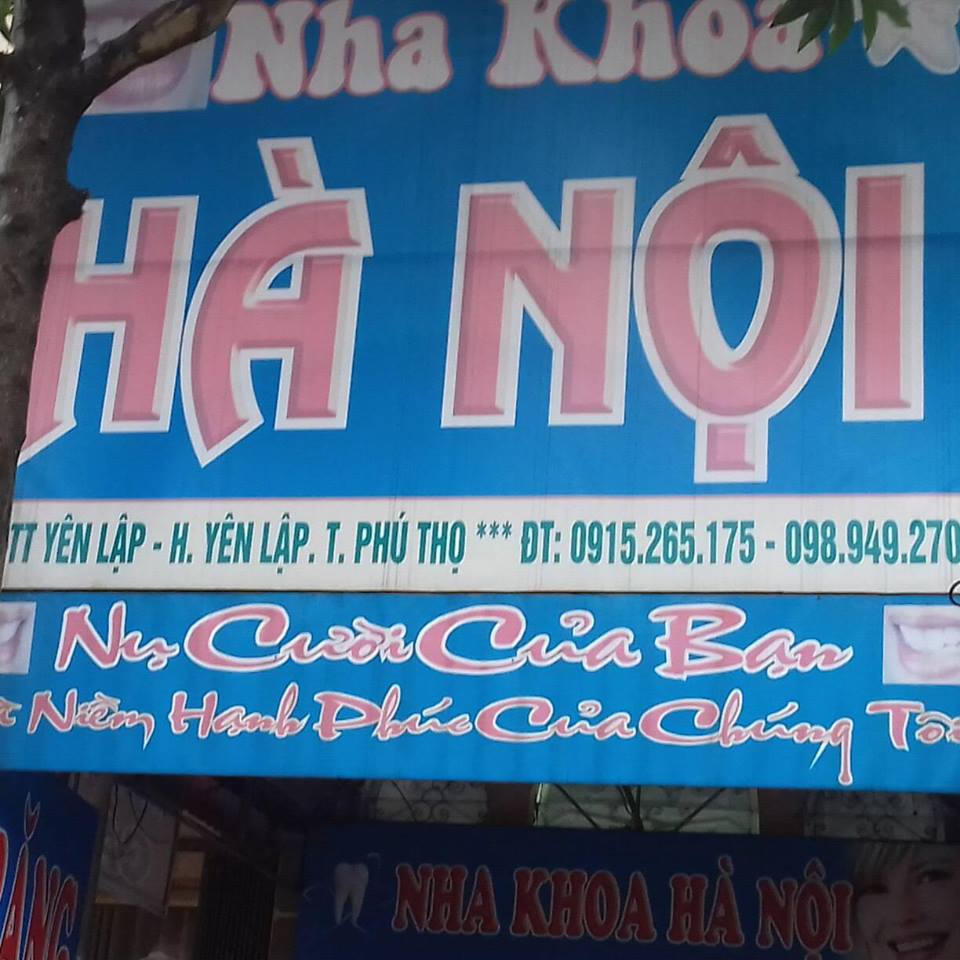 Nha Khoa
HÀ NỘI
TT YÊN LẬP - H. YÊN LẬP. T. PHÚ THỌ *** ĐT: 0915.265.175 - 098.949.270
Nụ Cười Của Bạn
Niềm Hạnh Phúc Của Chúng Tôi
NHA KHOA HÀ NỘI